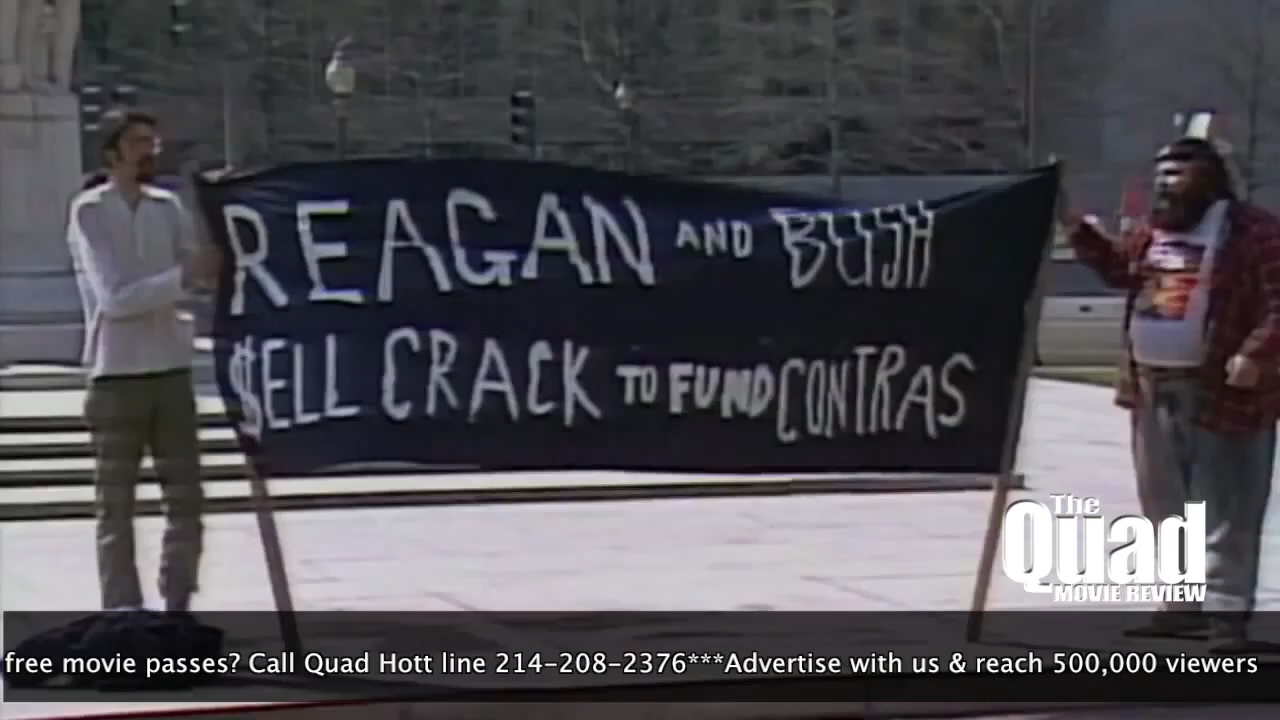 REAGAN AND BUSH
$ELL CRACK TO FUND CONTRAS
The
Quad
MOVIE REVIEW
free movie passes? Call Quad Hott line 214-208-2376***Advertise with us & reach 500,000 viewers